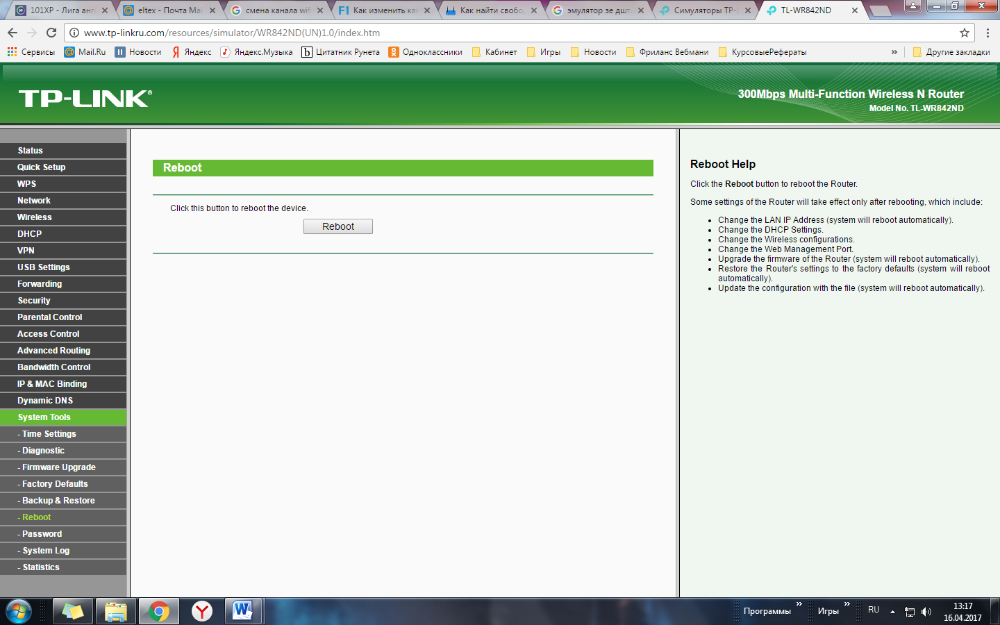 101XP - Лига анг
eltex - Почта Mai
смена канала wif
Как изменить ка
Как найти свобо
эмулятор зе дшт
Симуляторы TP-
TL-WR842ND
www.tp-linkru.com/resources/simulator/WR842ND(UN)1.0/index.htm
Сервисы Mail.Ru Новости Яндекс Яндекс.Музыка Цитатник Рунета Одноклассники Кабинет Игры Новости Фриланс Вебмани КурсовыеРефераты » Другие закладки
TP-LINK®
300Mbps Multi-Function Wireless N Router
Model No. TL-WR842ND
Status
Quick Setup
WPS
Network
Wireless
DHCP
VPN
USB Settings
Forwarding
Security
Parental Control
Access Control
Advanced Routing
Bandwidth Control
IP & MAC Binding
Dynamic DNS
System Tools
- Time Settings
- Diagnostic
- Firmware Upgrade
- Factory Defaults
- Backup & Restore
- Reboot
- Password
- System Log
- Statistics
Reboot
Click this button to reboot the device.
Reboot
Reboot Help
Click the Reboot button to reboot the Router.
Some settings of the Router will take effect only after rebooting, which include:
• Change the LAN IP Address (system will reboot automatically).
• Change the DHCP Settings.
• Change the Wireless configurations.
• Change the Web Management Port.
• Upgrade the firmware of the Router (system will reboot automatically).
• Restore the Router's settings to the factory defaults (system will reboot
automatically).
• Update the configuration with the file (system will reboot automatically).
Программы » Игры » RU
13:17
16.04.2017